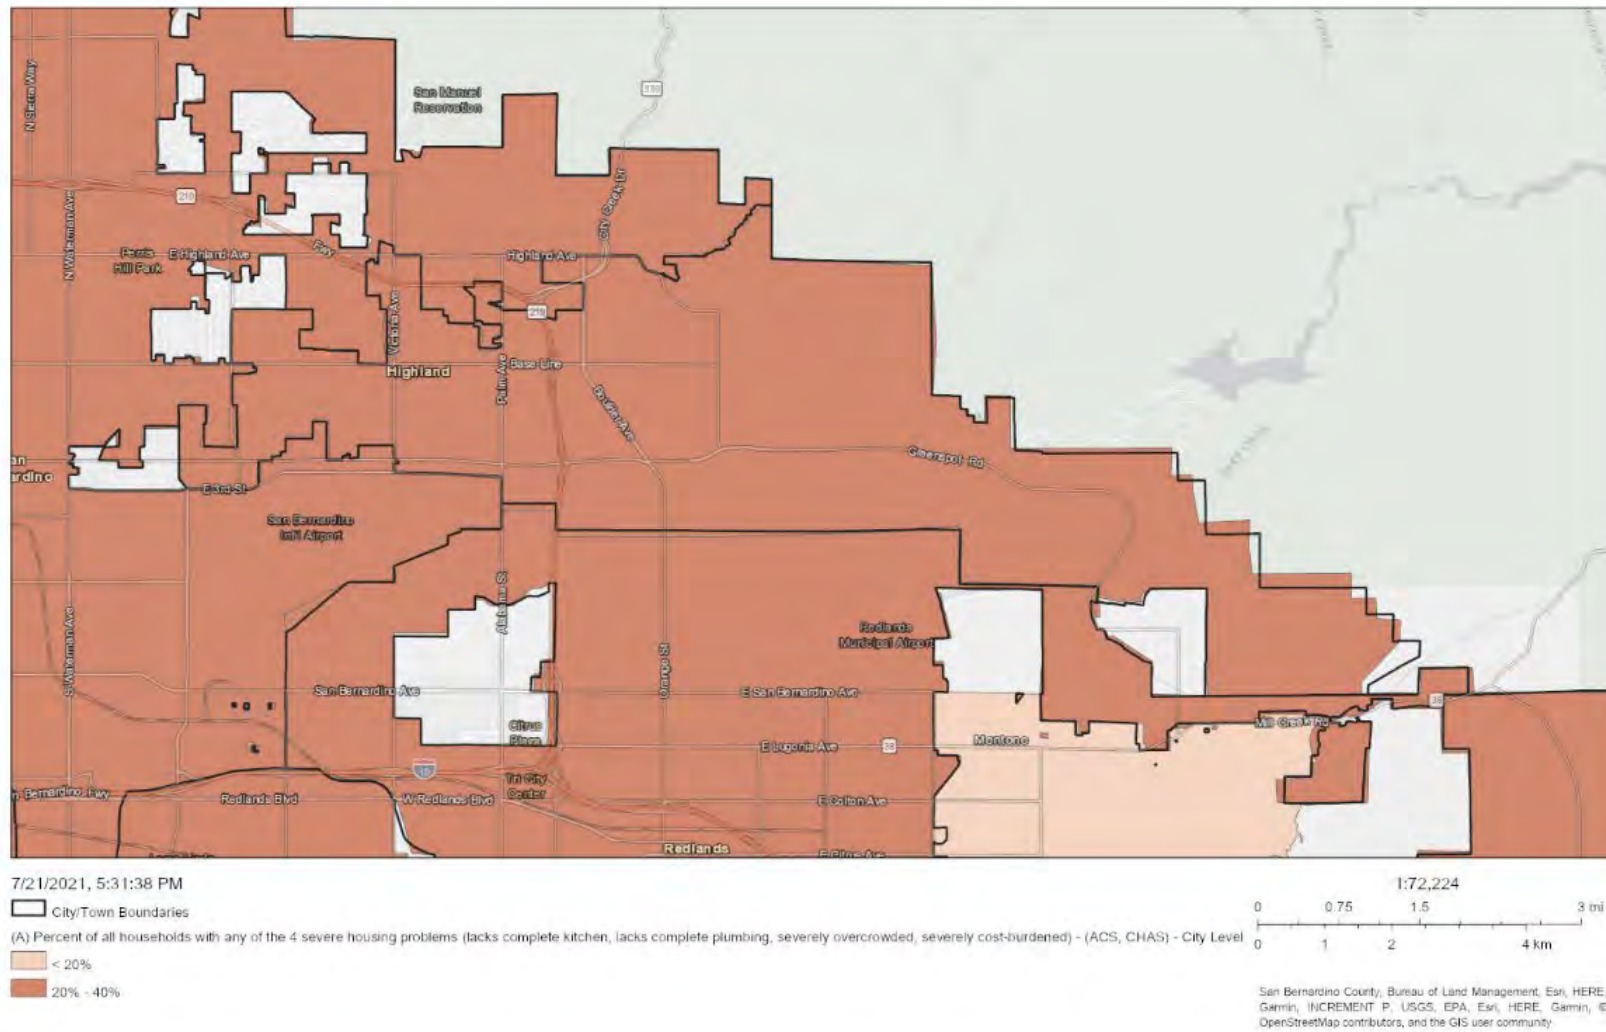 N Sierra Way
San Manuel
Reservation
330
210
N Waterman Ave
City Creek Dr
Perris
Hill Park
E Highland Ave
Fwy
Highland Ave
210
Victoria Ave
Highland
Palm Ave
Base Line
Boulder Ave
Greenspot Rd
an
ardino
E 3rd St
San Bernardino
Int'l Airport
Alabama St
S Waterman Ave
Orange St
Redlands
Municipal Airport
San Bernardino Ave
E San Bernardino Ave
Citrus
Plaza
E Lugonia Ave
38
Mentone
Mill Creek Rd
38
10
Tri City
Center
n Bernardino Fwy
Redlands Blvd
W Redlands Blvd
E Colton Ave
Redlands
E Citrus Ave
7/21/2021, 5:31:38 PM
City/Town Boundaries
(A) Percent of all households with any of the 4 severe housing problems (lacks complete kitchen, lacks complete plumbing, severely overcrowded, severely cost-burdened) - (ACS, CHAS) - City Level
< 20%
20% - 40%
1:72,224
0 0.75 1.5 3 mi
0 1 2 4 km
San Bernardino County, Bureau of Land Management, Esri, HERE,
Garmin, INCREMENT P, USGS, EPA, Esri, HERE, Garmin, ©
OpenStreetMap contributors, and the GIS user community